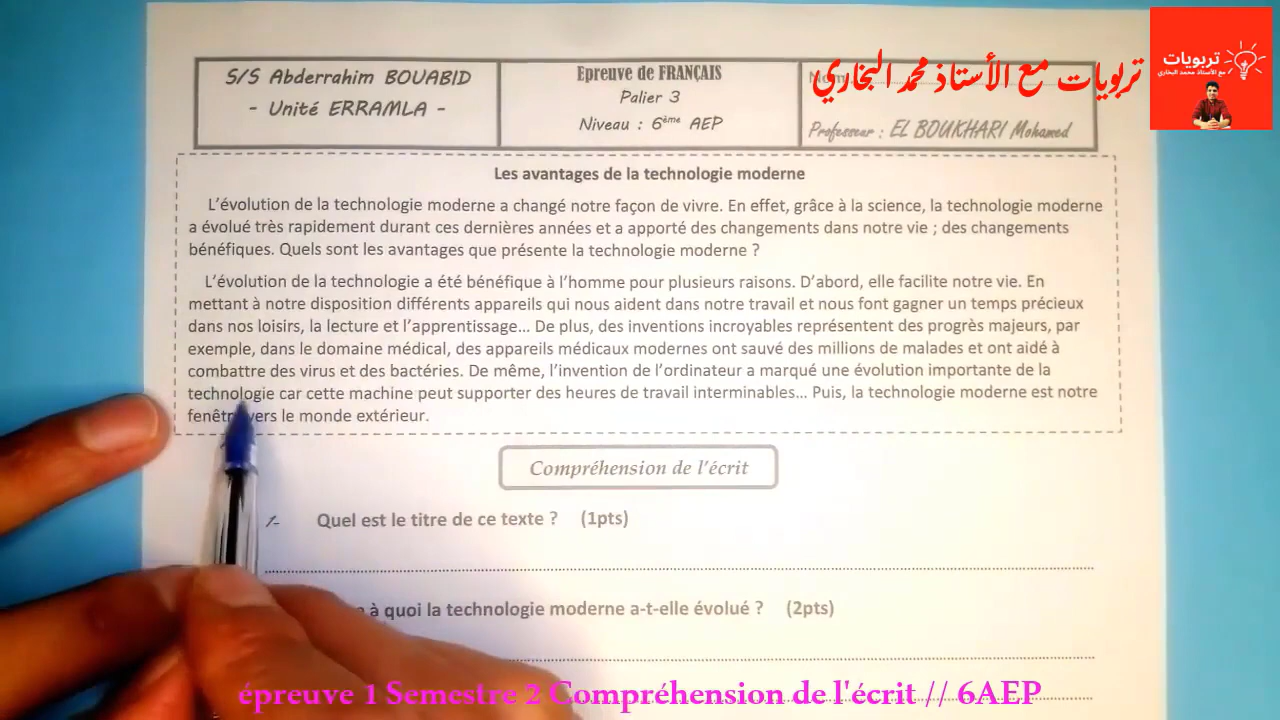 S/S Abderrahim BOUABID
- Unité ERRAMLA -
Epreuve de FRANÇAIS
Palier 3
Niveau : 6ème AEP
تربويات مع الأستاذ محمد البخاري
Professeur : EL BOUKHARI Mohamed
تربويات
مع الأستاذ محمد البخاري
Les avantages de la technologie moderne
L'évolution de la technologie moderne a changé notre façon de vivre. En effet, grâce à la science, la technologie moderne
a évolué très rapidement durant ces dernières années et a apporté des changements dans notre vie ; des changements
bénéfiques. Quels sont les avantages que présente la technologie moderne ?
L'évolution de la technologie a été bénéfique à l'homme pour plusieurs raisons. D'abord, elle facilite notre vie. En
mettant à notre disposition différents appareils qui nous aident dans notre travail et nous font gagner un temps précieux
dans nos loisirs, la lecture et l'apprentissage... De plus, des inventions incroyables représentent des progrès majeurs, par
exemple, dans le domaine médical, des appareils médicaux modernes ont sauvé des millions de malades et ont aidé à
combattre des virus et des bactéries. De même, l'invention de l'ordinateur a marqué une évolution importante de la
technologie car cette machine peut supporter des heures de travail interminables... Puis, la technologie moderne est notre
fenêtre vers le monde extérieur.
Compréhension de l'écrit
1- Quel est le titre de ce texte ? (1pts)
à quoi la technologie moderne a-t-elle évolué ? (2pts)
épreuve 1 Semestre 2 Compréhension de l'écrit // 6AEP